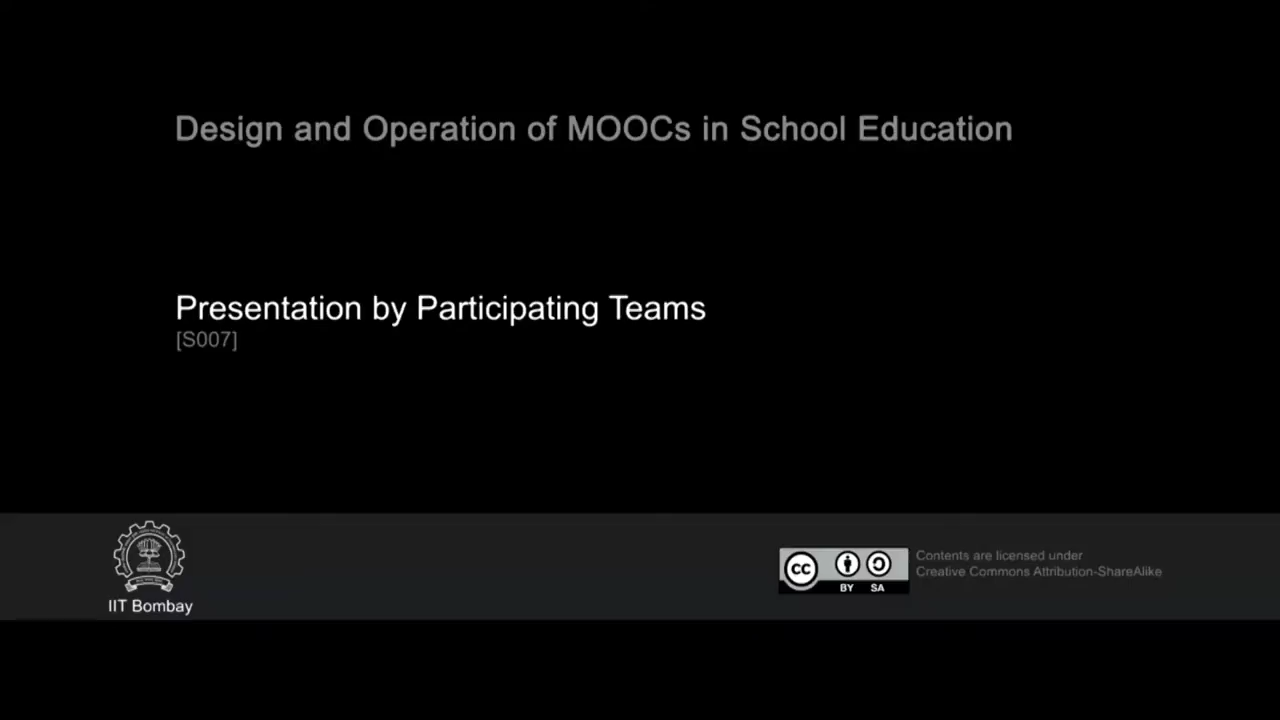 Design and Operation of MOOCs in School Education
Presentation by Participating Teams
[S007]
IIT Bombay
cc
BY SA
Contents are licensed under
Creative Commons Attribution-ShareAlike